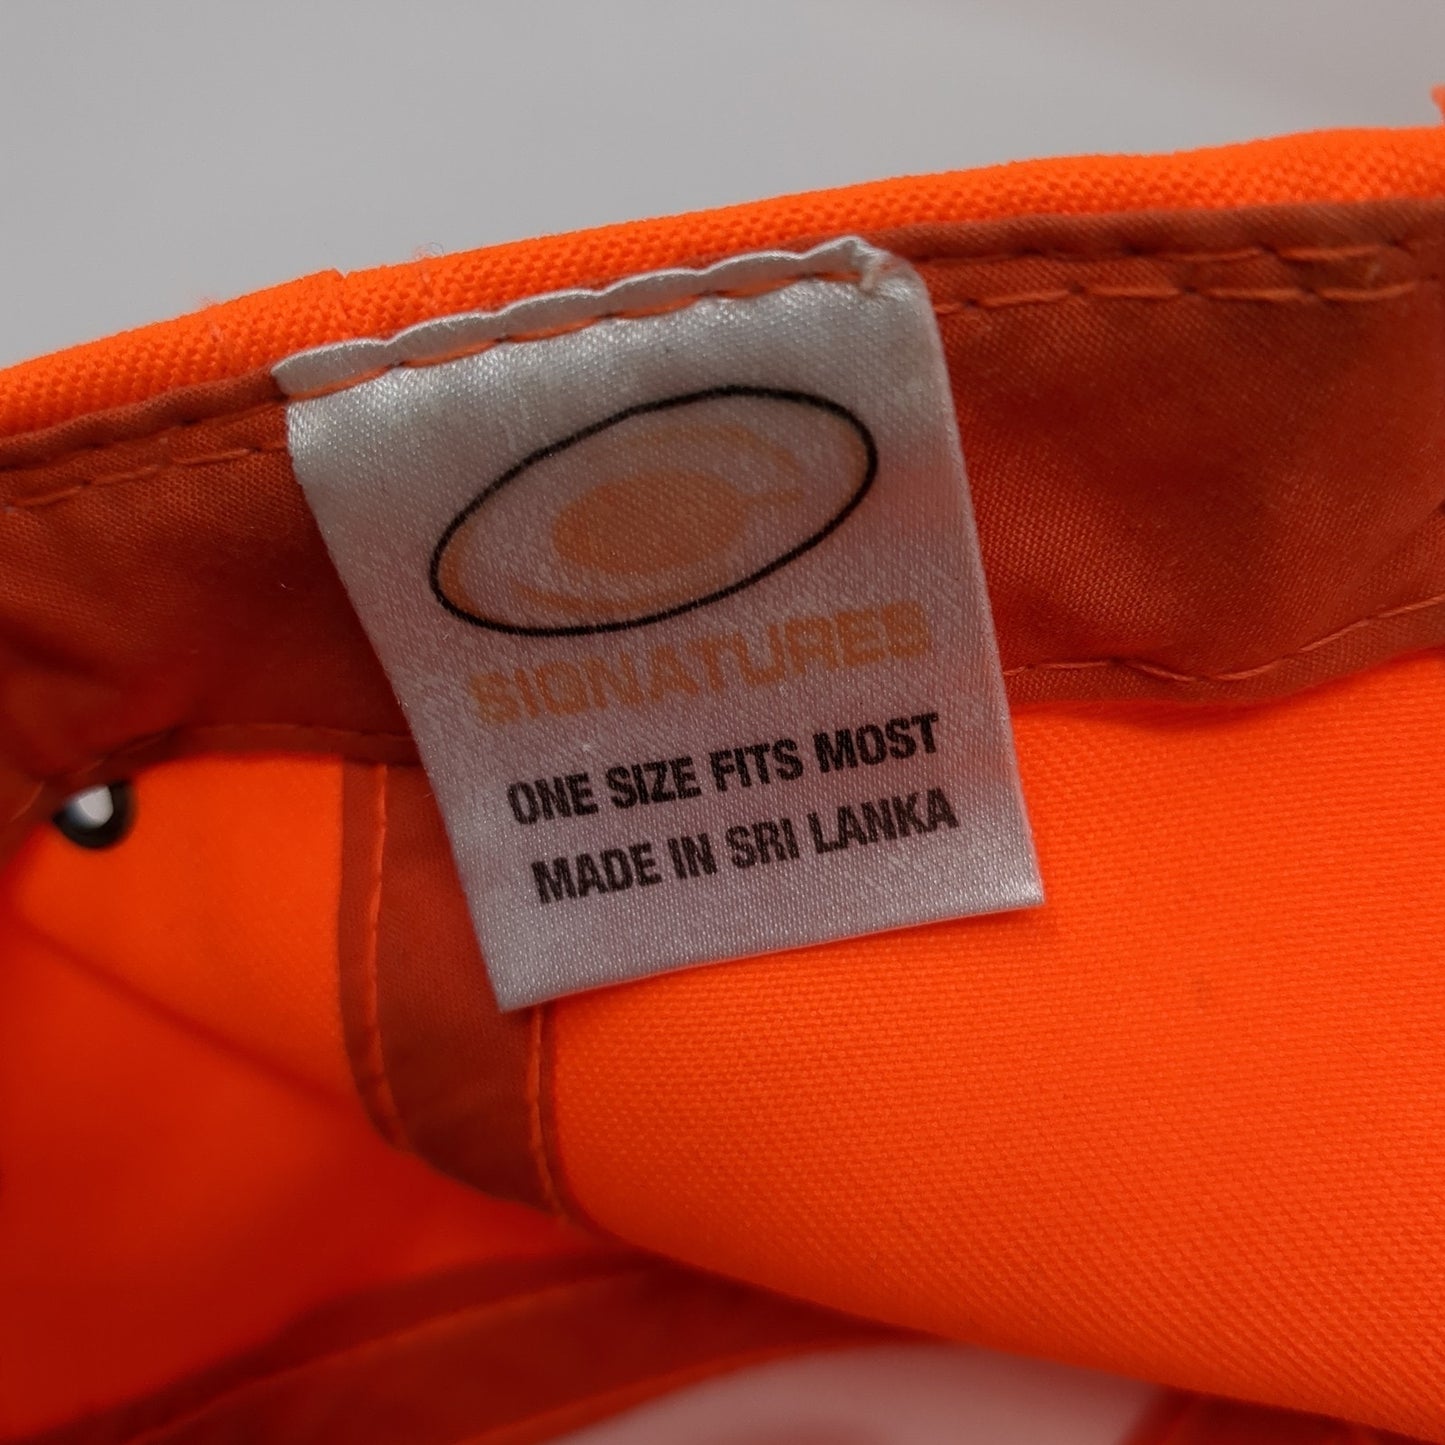 SIGNATURES
ONE SIZE FITS MOST
MADE IN SRI LANKA